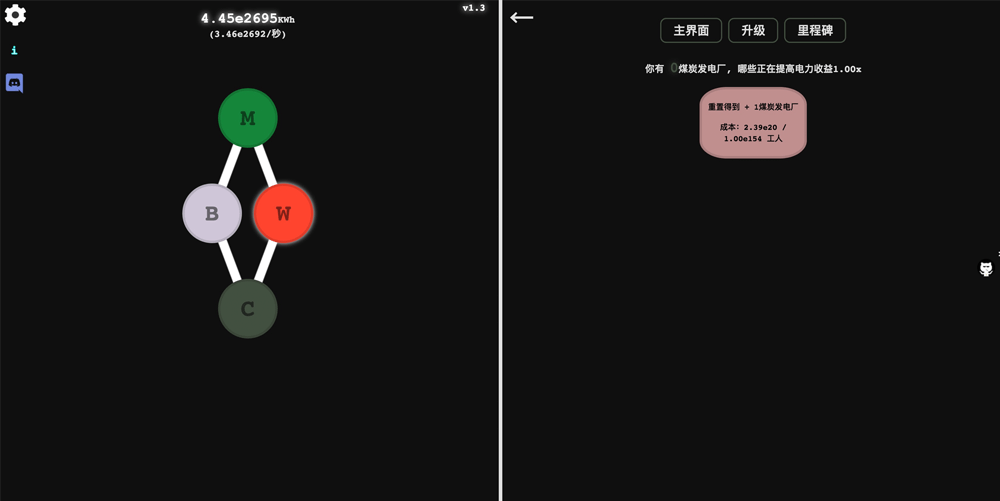 4.45e2695KWh
(3.46e2692/秒)
v1.3
i
M
B
W
C
主界面
升级
里程碑
你有 0煤炭发电厂, 哪些正在提高电力收益1.00x
重置得到 + 1煤炭发电厂
成本: 2.39e20 /
1.00e154 工人